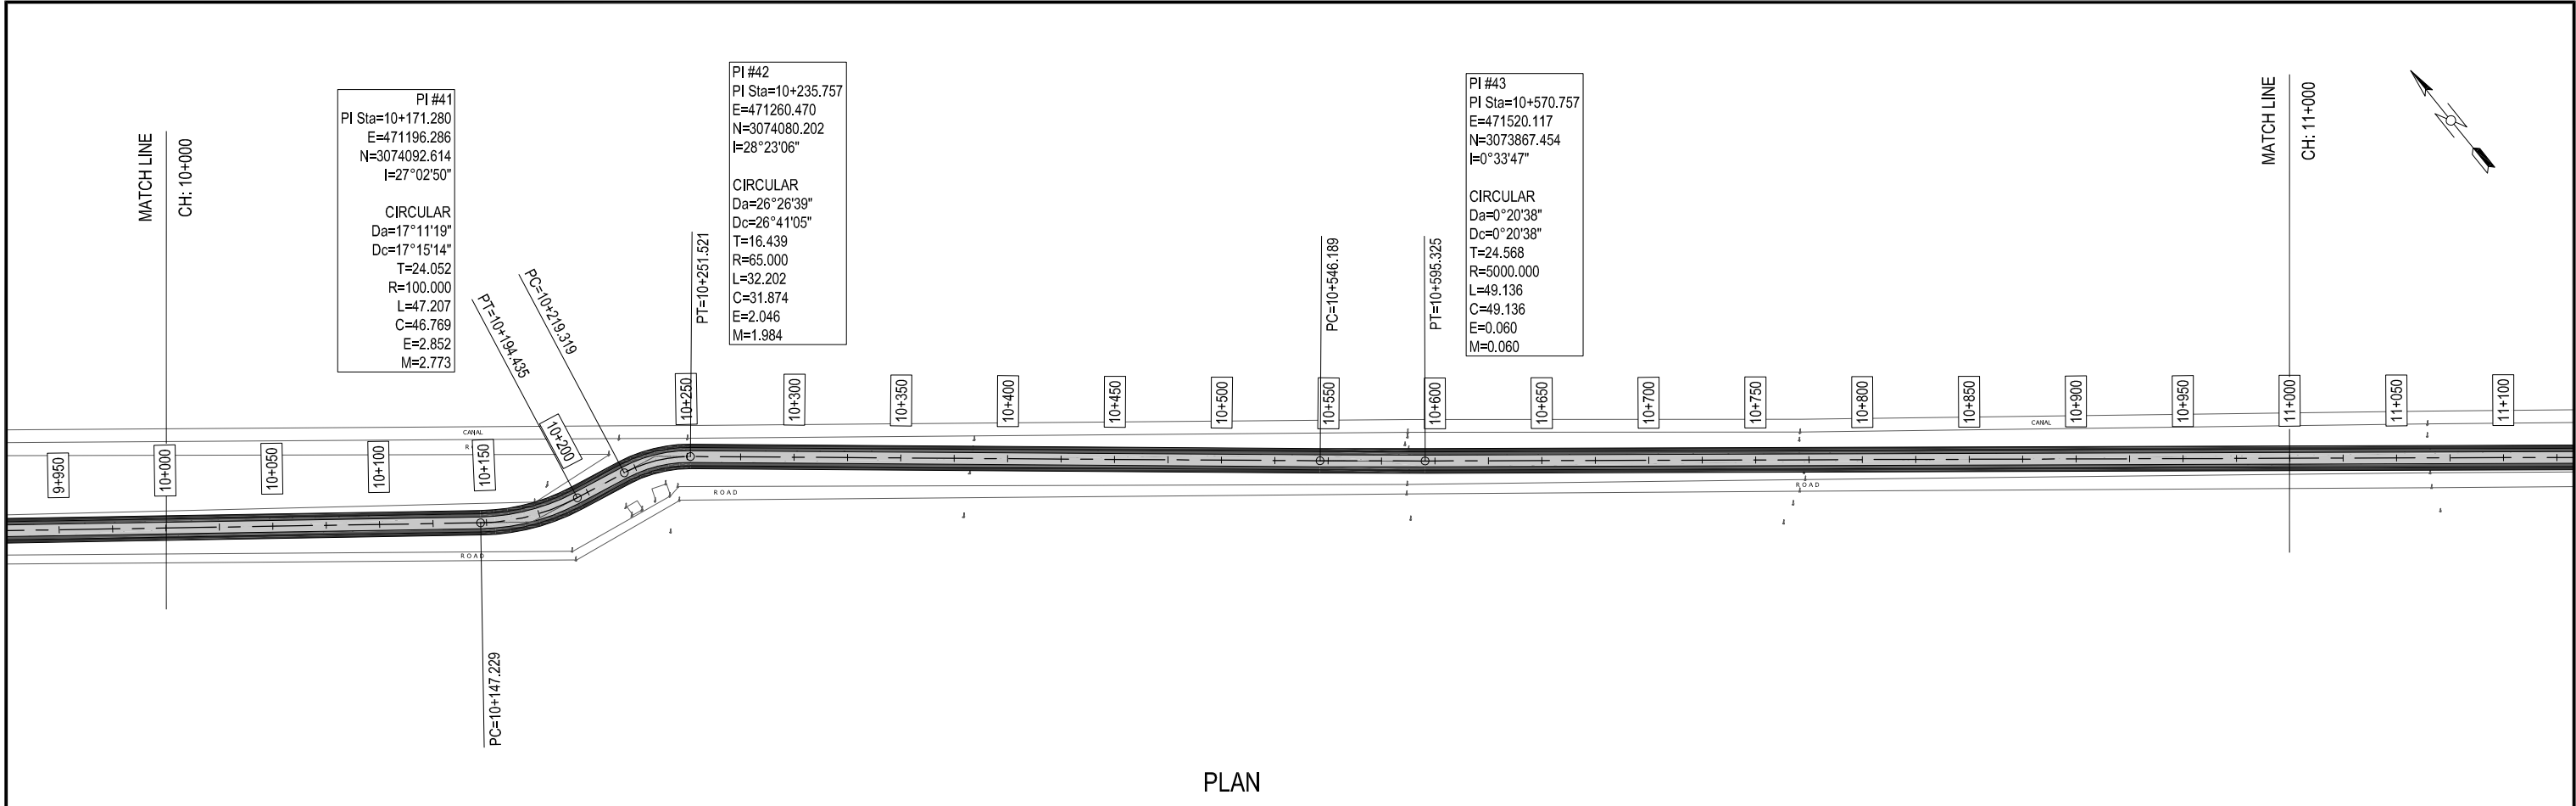 PI #41
PI Sta=10+171.280
E=471196.286
N=3074092.614
I=27°02'50"
CIRCULAR
Da=17°11'19"
Dc=17°15'14"
T=24.052
R=100.000
L=47.207
C=46.769
E=2.852
M=2.773
PI #42
PI Sta=10+235.757
E=471260.470
N=3074080.202
I=28°23'06"
CIRCULAR
Da=26°26'39"
Dc=26°41'05"
T=16.439
R=65.000
L=32.202
C=31.874
E=2.046
M=1.984
PI #43
PI Sta=10+570.757
E=471520.117
N=3073867.454
I=0°33'47"
CIRCULAR
Da=0°20'38"
Dc=0°20'38"
T=24.568
R=5000.000
L=49.136
C=49.136
E=0.060
M=0.060
MATCH LINE
CH: 10+000
MATCH LINE
CH: 11+000
PC=10+147.229
PT=10+194.435
PC=10+219.319
PT=10+251.521
PC=10+546.189
PT=10+595.325
9+950
10+000
10+050
10+100
10+150
10+200
10+250
10+300
10+350
10+400
10+450
10+500
10+550
10+600
10+650
10+700
10+750
10+800
10+850
10+900
10+950
11+000
11+050
11+100
CANAL
CANAL
ROAD
ROAD
ROAD
PLAN